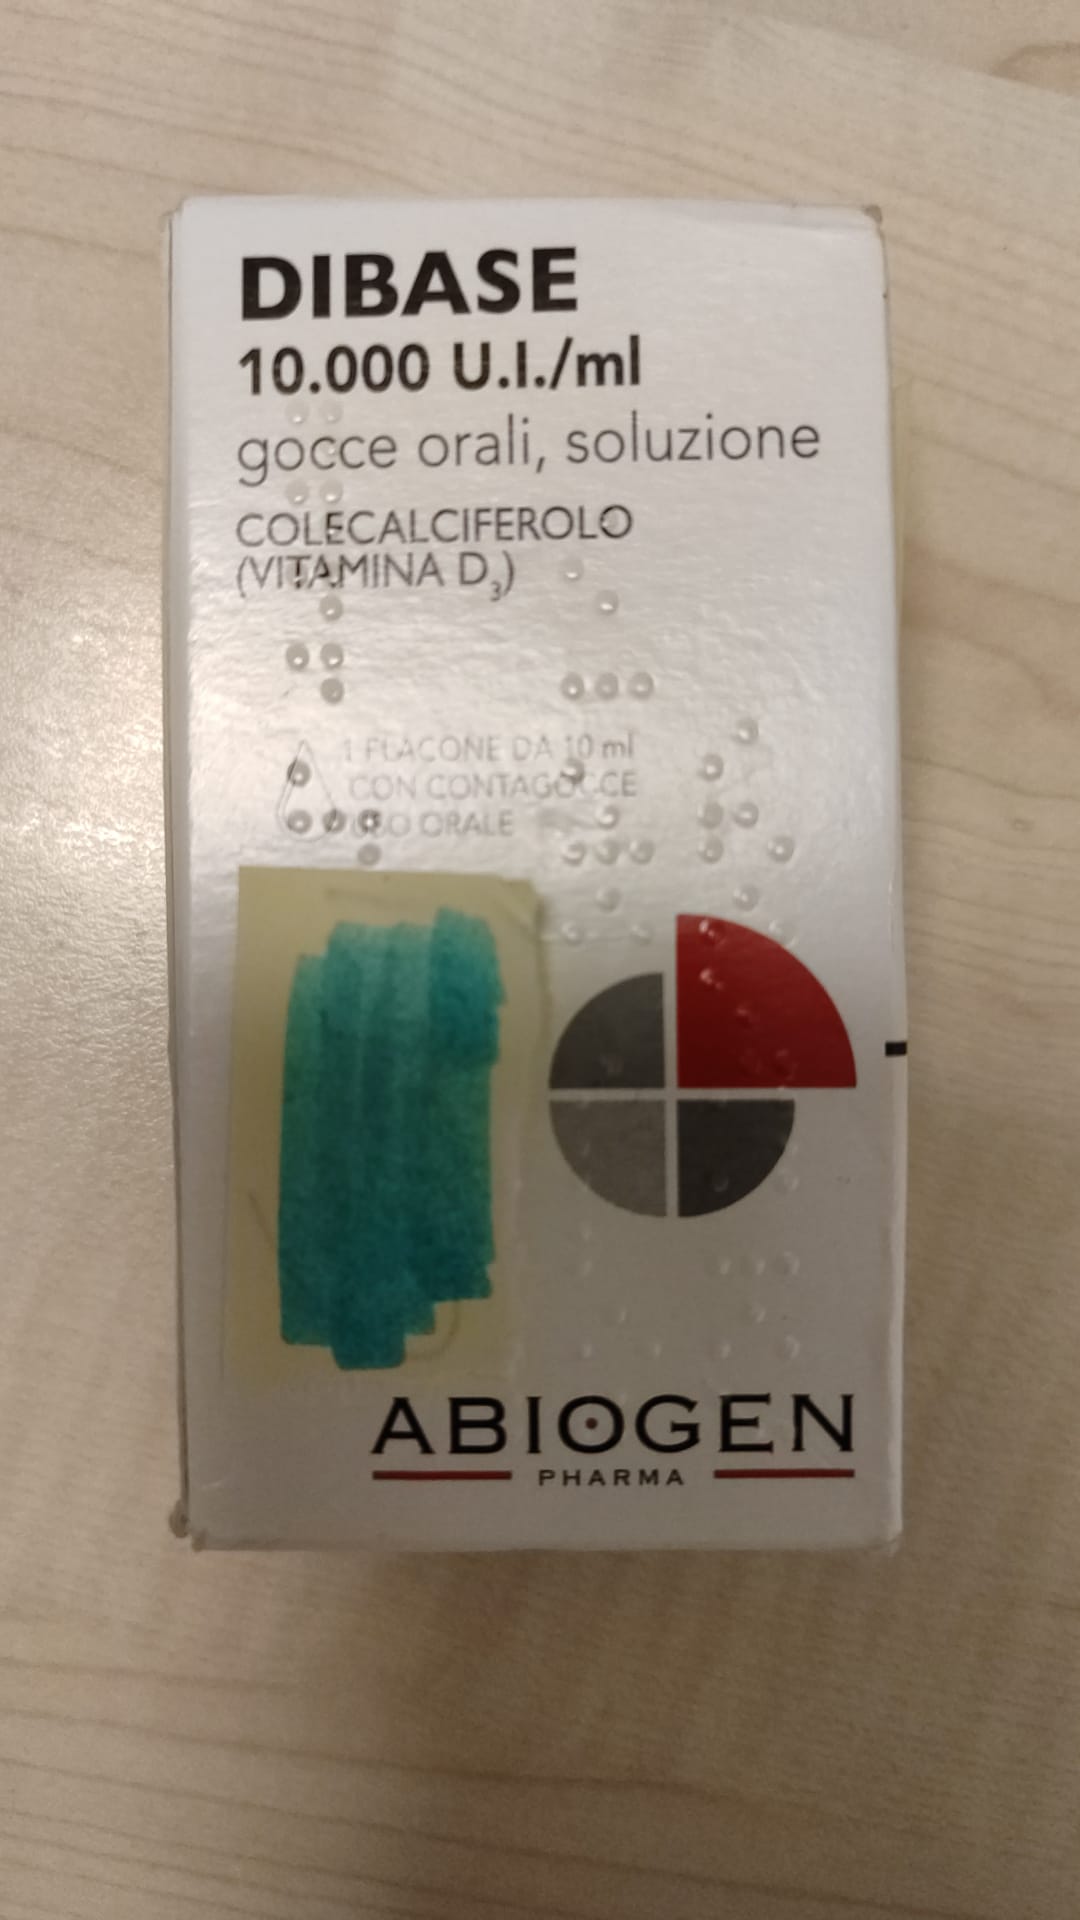 DIBASE
10.000 U.I./ml
gocce orali, soluzione
COLECALCIFEROLO
(VITAMINA D₃)
1 FLACONE DA 10 ml
CON CONTAGOCCE
USO ORALE
ABIOGEN
PHARMA